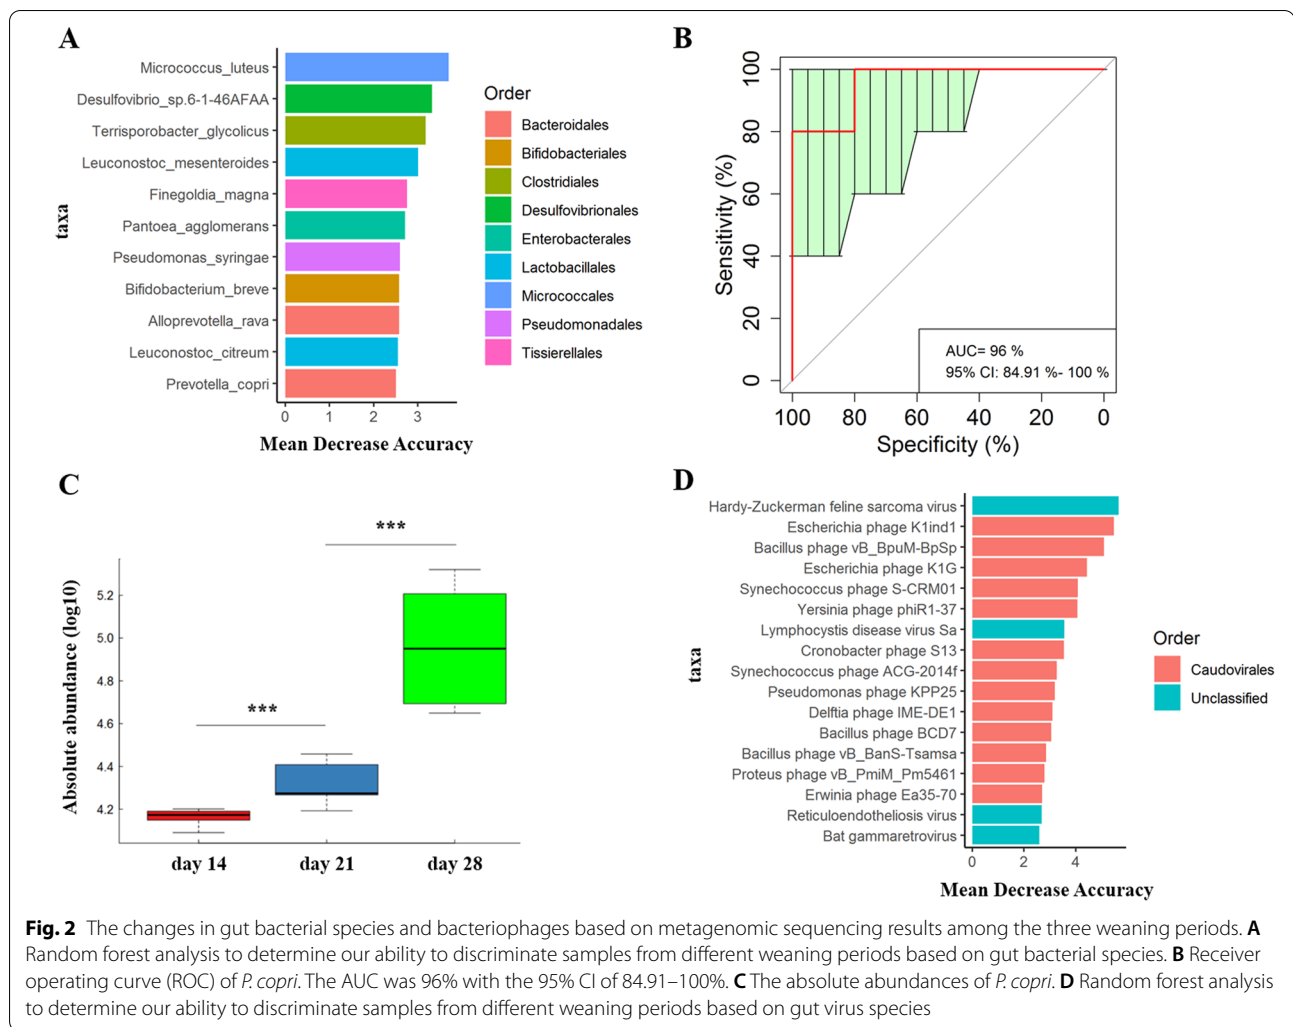 A
taxa
Micrococcus_luteus
Desulfovibrio_sp.6-1-46AFAA
Terrisporobacter_glycolicus
Leuconostoc_mesenteroides
Finegoldia_magna
Pantoea_agglomerans
Pseudomonas_syringae
Bifidobacterium_breve
Alloprevotella_rava
Leuconostoc_citreum
Prevotella_copri
0 1 2 3
Mean Decrease Accuracy
Order
Bacteroidales
Bifidobacteriales
Clostridiales
Desulfovibrionales
Enterobacterales
Lactobacillales
Micrococcales
Pseudomonadales
Tissierellales
B
Sensitivity (%)
100
80
60
40
20
0
AUC= 96 %
95% CI: 84.91 %- 100 %
100 80 60 40 20 0
Specificity (%)
C
Absolute abundance (log10)
5.2
5.0
4.8
4.6
4.4
4.2
***
***
day 14 day 21 day 28
D
taxa
Hardy-Zuckerman feline sarcoma virus
Escherichia phage K1ind1
Bacillus phage vB_BpuM-BpSp
Escherichia phage K1G
Synechococcus phage S-CRM01
Yersinia phage phiR1-37
Lymphocystis disease virus Sa
Cronobacter phage S13
Synechococcus phage ACG-2014f
Pseudomonas phage KPP25
Delftia phage IME-DE1
Bacillus phage BCD7
Bacillus phage vB_BanS-Tsamsa
Proteus phage vB_PmiM_Pm5461
Erwinia phage Ea35-70
Reticuloendotheliosis virus
Bat gammaretrovirus
0 2 4
Mean Decrease Accuracy
Order
Caudovirales
Unclassified
Fig. 2 The changes in gut bacterial species and bacteriophages based on metagenomic sequencing results among the three weaning periods. A
Random forest analysis to determine our ability to discriminate samples from different weaning periods based on gut bacterial species. B Receiver
operating curve (ROC) of P. copri. The AUC was 96% with the 95% CI of 84.91–100%. C The absolute abundances of P. copri. D Random forest analysis
to determine our ability to discriminate samples from different weaning periods based on gut virus species